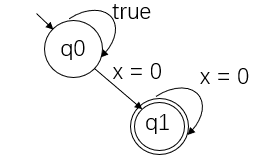 true
q0
x = 0
x = 0
q1